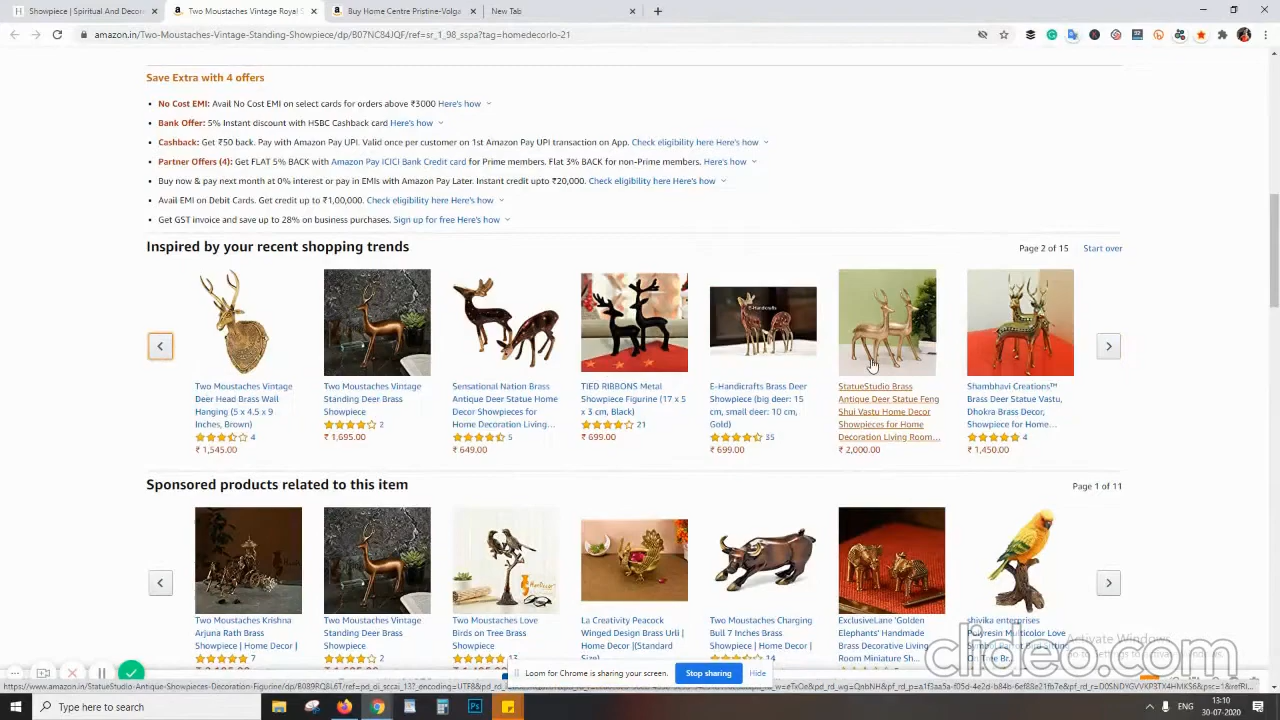 Showpiece | Spiritual And Decor
Two Moustaches Vintage Royal S
Buy Home Centre Pristine-Volga
New Tab
amazon.in/Two-Moustaches-Vintage-Standing-Showpiece/dp/B07NC84JQF/ref=sr_1_98_sspa?tag=homedecorlo-21
Save Extra with 4 offers
No Cost EMI: Avail No Cost EMI on select cards for orders above ₹3000 Here's how
Bank Offer: 5% Instant discount with HSBC Cashback card Here's how
Cashback: Get ₹50 back. Pay with Amazon Pay UPI. Valid once per customer on 1st Amazon Pay UPI transaction on App. Check eligibility here Here's how
Partner Offers (4): Get FLAT 5% BACK with Amazon Pay ICICI Bank Credit card for Prime members. Flat 3% BACK for non-Prime members. Here's how
Buy now & pay next month at 0% interest or pay in EMIs with Amazon Pay Later. Instant credit upto ₹20,000. Check eligibility here Here's how
Avail EMI on Debit Cards. Get credit up to ₹1,00,000. Check eligibility here Here's how
Get GST invoice and save up to 28% on business purchases. Sign up for free Here's how
Inspired by your recent shopping trends
Page 2 of 15 Start over
E-Handicrafts
Two Moustaches Vintage
Deer Head Brass Wall
Hanging (5 x 4.5 x 9
Inches, Brown)
4
₹ 1,545.00
Two Moustaches Vintage
Standing Deer Brass
Showpiece
2
₹ 1,695.00
Sensational Nation Brass
Antique Deer Statue Home
Decor Showpieces for
Home Decoration Living...
5
₹ 649.00
TIED RIBBONS Metal
Showpiece Figurine (17 x 5
x 3 cm, Black)
21
₹ 699.00
E-Handicrafts Brass Deer
Showpiece (big deer: 15
cm, small deer: 10 cm,
Gold)
35
₹ 699.00
StatueStudio Brass
Antique Deer Statue Feng
Shui Vastu Home Decor
Showpieces for Home
Decoration Living Room...
₹ 2,000.00
Shambhavi Creations™
Brass Deer Statue Vastu,
Dhokra Brass Decor,
Showpiece for Home...
4
₹ 1,450.00
Sponsored products related to this item
Page 1 of 11
Two Moustaches Krishna
Arjuna Rath Brass
Showpiece | Home Decor |
7
Two Moustaches Vintage
Standing Deer Brass
Showpiece
2
Two Moustaches Love
Birds on Tree Brass
Showpiece
13
La Creativity Peacock
Winged Design Brass Urli |
(Standard
Size)
Two Moustaches Charging
Bull 7 Inches Brass
Showpiece | Home Decor |
14
ExclusiveLane 'Golden
Elephants' Handmade
Brass Decorative Living
Room Miniature Sh...
shivika enterprises
Polyresin Multicolor Love
Activate Windows
clideo.com
Loom for Chrome is sharing your screen.
Stop sharing
Hide
Type here to search
13:10
30-07-2020